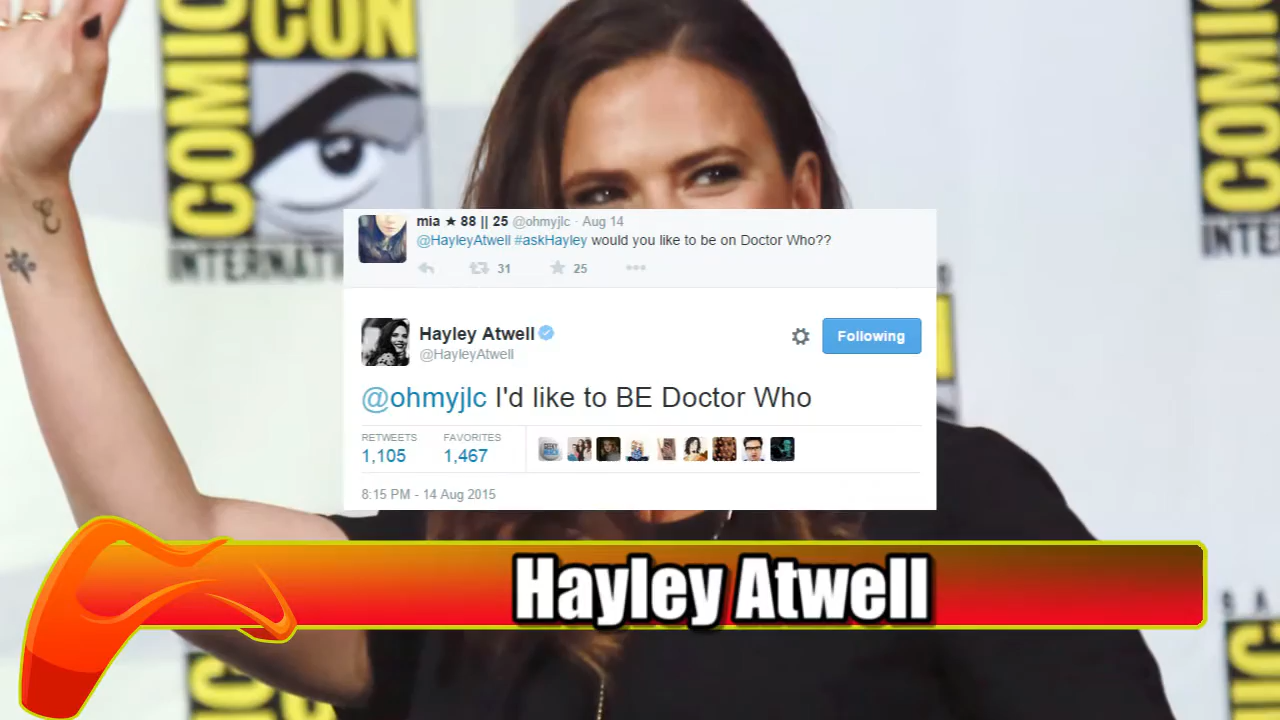 COMIC CON
INTERNATI
COMIC
INTE
mia ★ 88 || 25 @ohmyjlc · Aug 14
@HayleyAtwell #askHayley would you like to be on Doctor Who??
31 25
Hayley Atwell
@HayleyAtwell
Following
@ohmyjlc I'd like to BE Doctor Who
RETWEETS FAVORITES
1,105 1,467
8:15 PM - 14 Aug 2015
Hayley Atwell